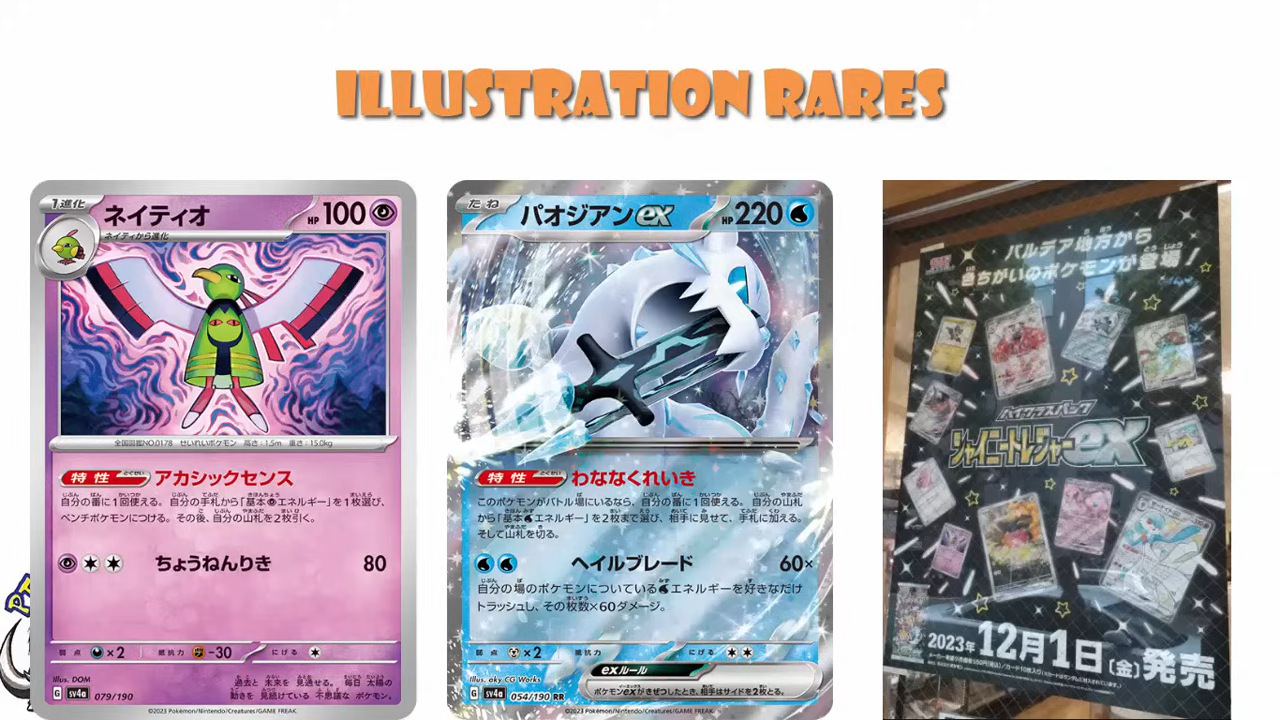 ILLUSTRATION RARES
1進化
ネイティオ
HP 100
ネイティから進化
全国図鑑NO.0178 せいれいポケモン 高さ:1.5m 重さ:15.0kg
特性 アカシックセンス
自分の番に1回使える。自分の手札から「基本エネルギー」を1枚選び、
ベンチポケモンにつける。その後、自分の山札を2枚引く。
ちょうねんりき 80
弱点 ×2 抵抗力 -30 にげる
Illus. DOM
過去と未来を見通せる。毎日太陽の
動きを見続けている不思議なポケモン。
G sv4a 079/190
©2023 Pokémon/Nintendo/Creatures/GAME FREAK.
たね
パオジアンex
HP 220
特性 わななくれいき
このポケモンがバトル場にいるなら、自分の番に1回使える。自分の山札
から「基本エネルギー」を2枚まで選び、相手に見せて、手札に加える。
そして山札を切る。
ヘイルブレード 60×
自分の場のポケモンについているエネルギーを好きなだけ
トラッシュし、その枚数×60ダメージ。
弱点 ×2 抵抗力 にげる
Illus. aky CG Works
G sv4a 054/190 RR
exルール
ポケモンexがきぜつしたとき、相手はサイドを2枚とる。
©2023 Pokémon/Nintendo/Creatures/GAME FREAK.
パルデア地方から
色ちがいのポケモンが登場!
ハイクラスパック
シャイニートレジャーex
2023年 12月1日(金) 発売